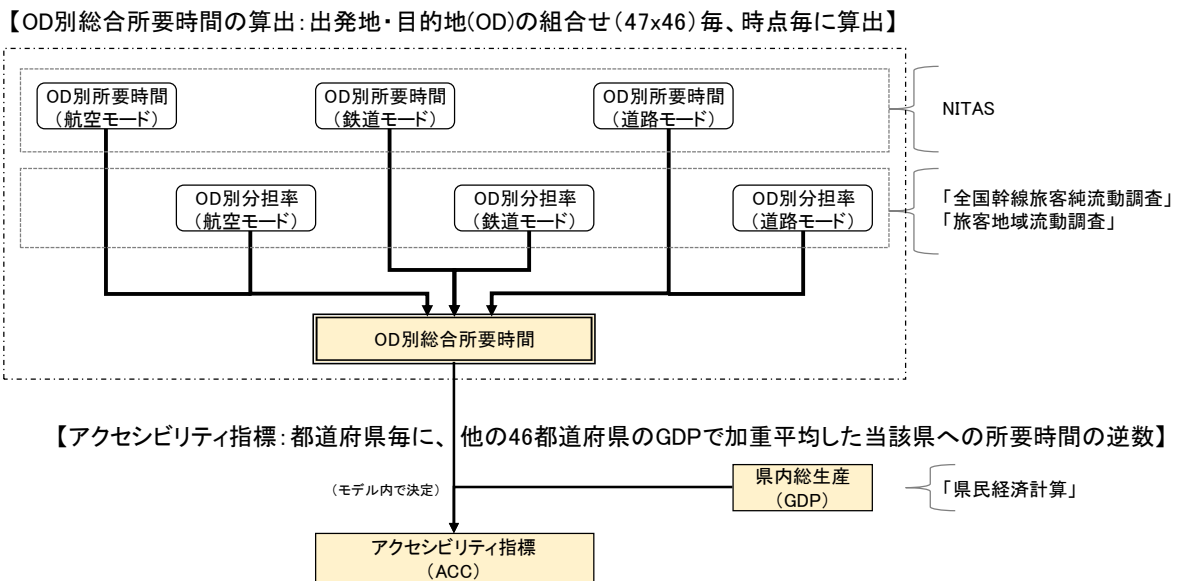 【OD別総合所要時間の算出：出発地・目的地(OD)の組合せ（47x46）毎、時点毎に算出】
OD別所要時間
（航空モード）
OD別所要時間
（鉄道モード）
OD別所要時間
（道路モード）
NITAS
OD別分担率
（航空モード）
OD別分担率
（鉄道モード）
OD別分担率
（道路モード）
「全国幹線旅客純流動調査」
「旅客地域流動調査」
OD別総合所要時間
【アクセシビリティ指標：都道府県毎に、他の46都道府県のGDPで加重平均した当該県への所要時間の逆数】
（モデル内で決定）
県内総生産
（GDP）
「県民経済計算」
アクセシビリティ指標
（ACC）